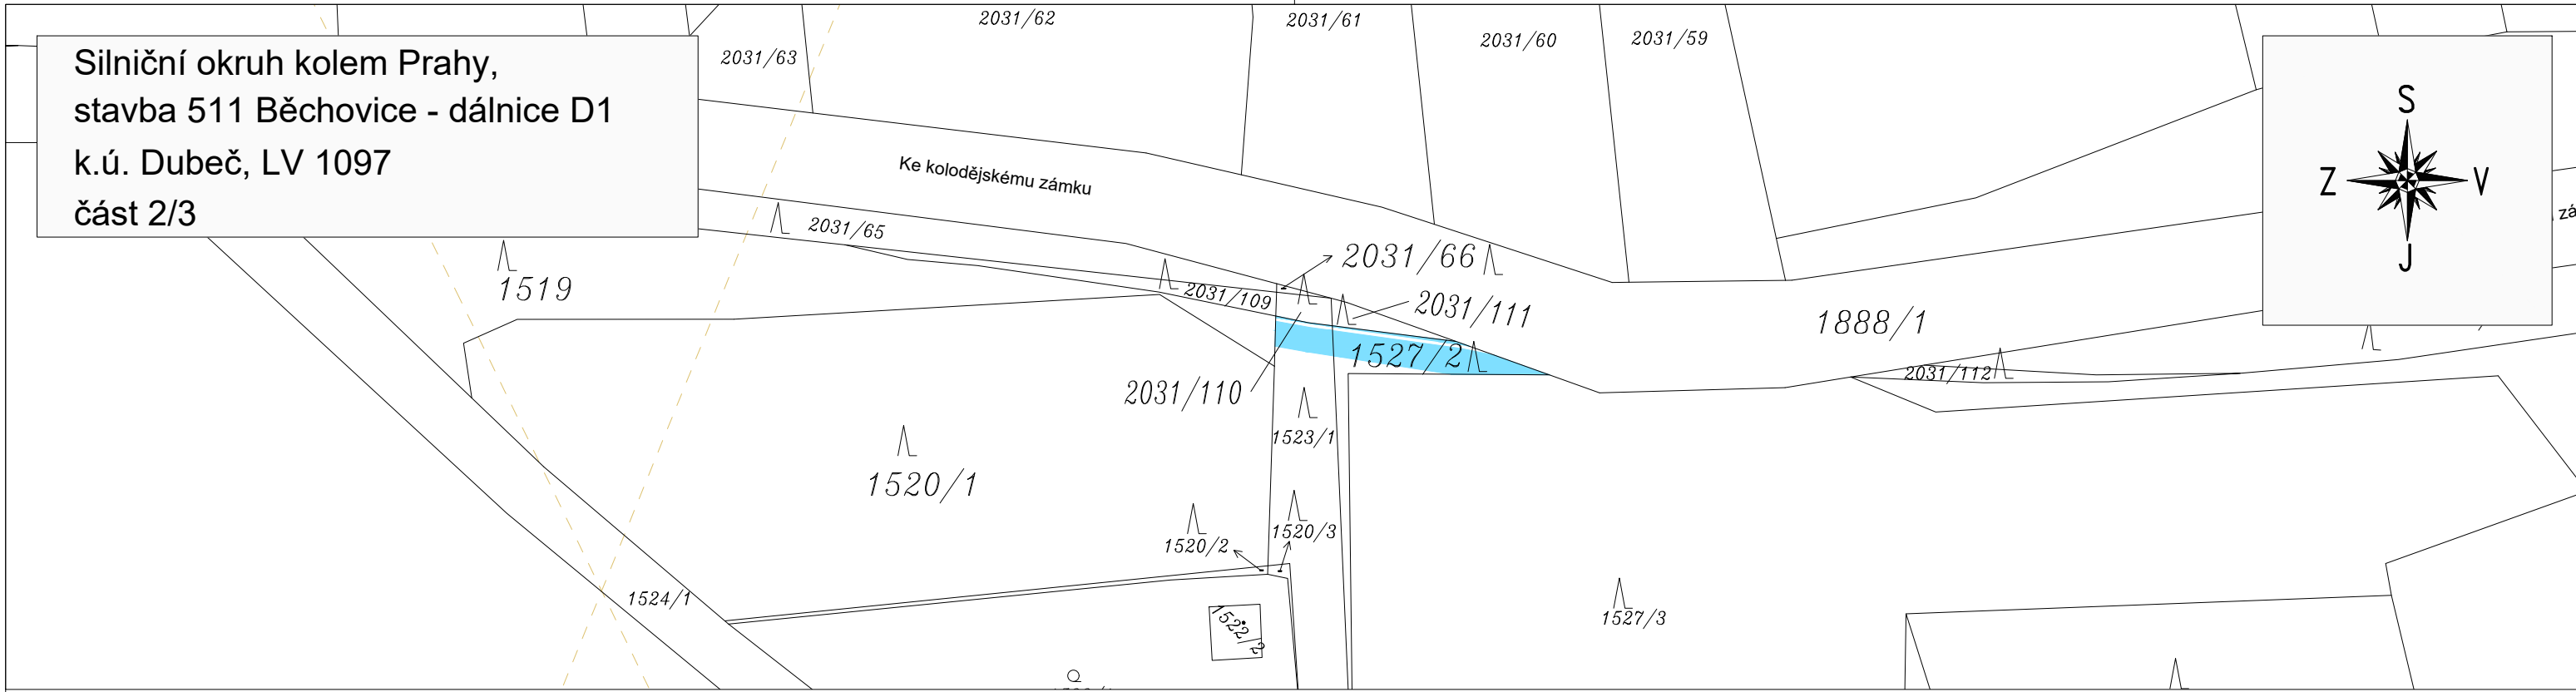 Silniční okruh kolem Prahy,
stavba 511 Běchovice - dálnice D1
k.ú. Dubeč, LV 1097
část 2/3
2031/62
2031/61
2031/60
2031/59
2031/63
S
Z
V
J
Ke kolodějskému zámku
zá
2031/65
2031/66
1519
2031/109
2031/111
1888/1
1527/2
2031/110
2031/112
1523/1
1520/1
1520/2
1520/3
1524/1
1527/3
1522/2